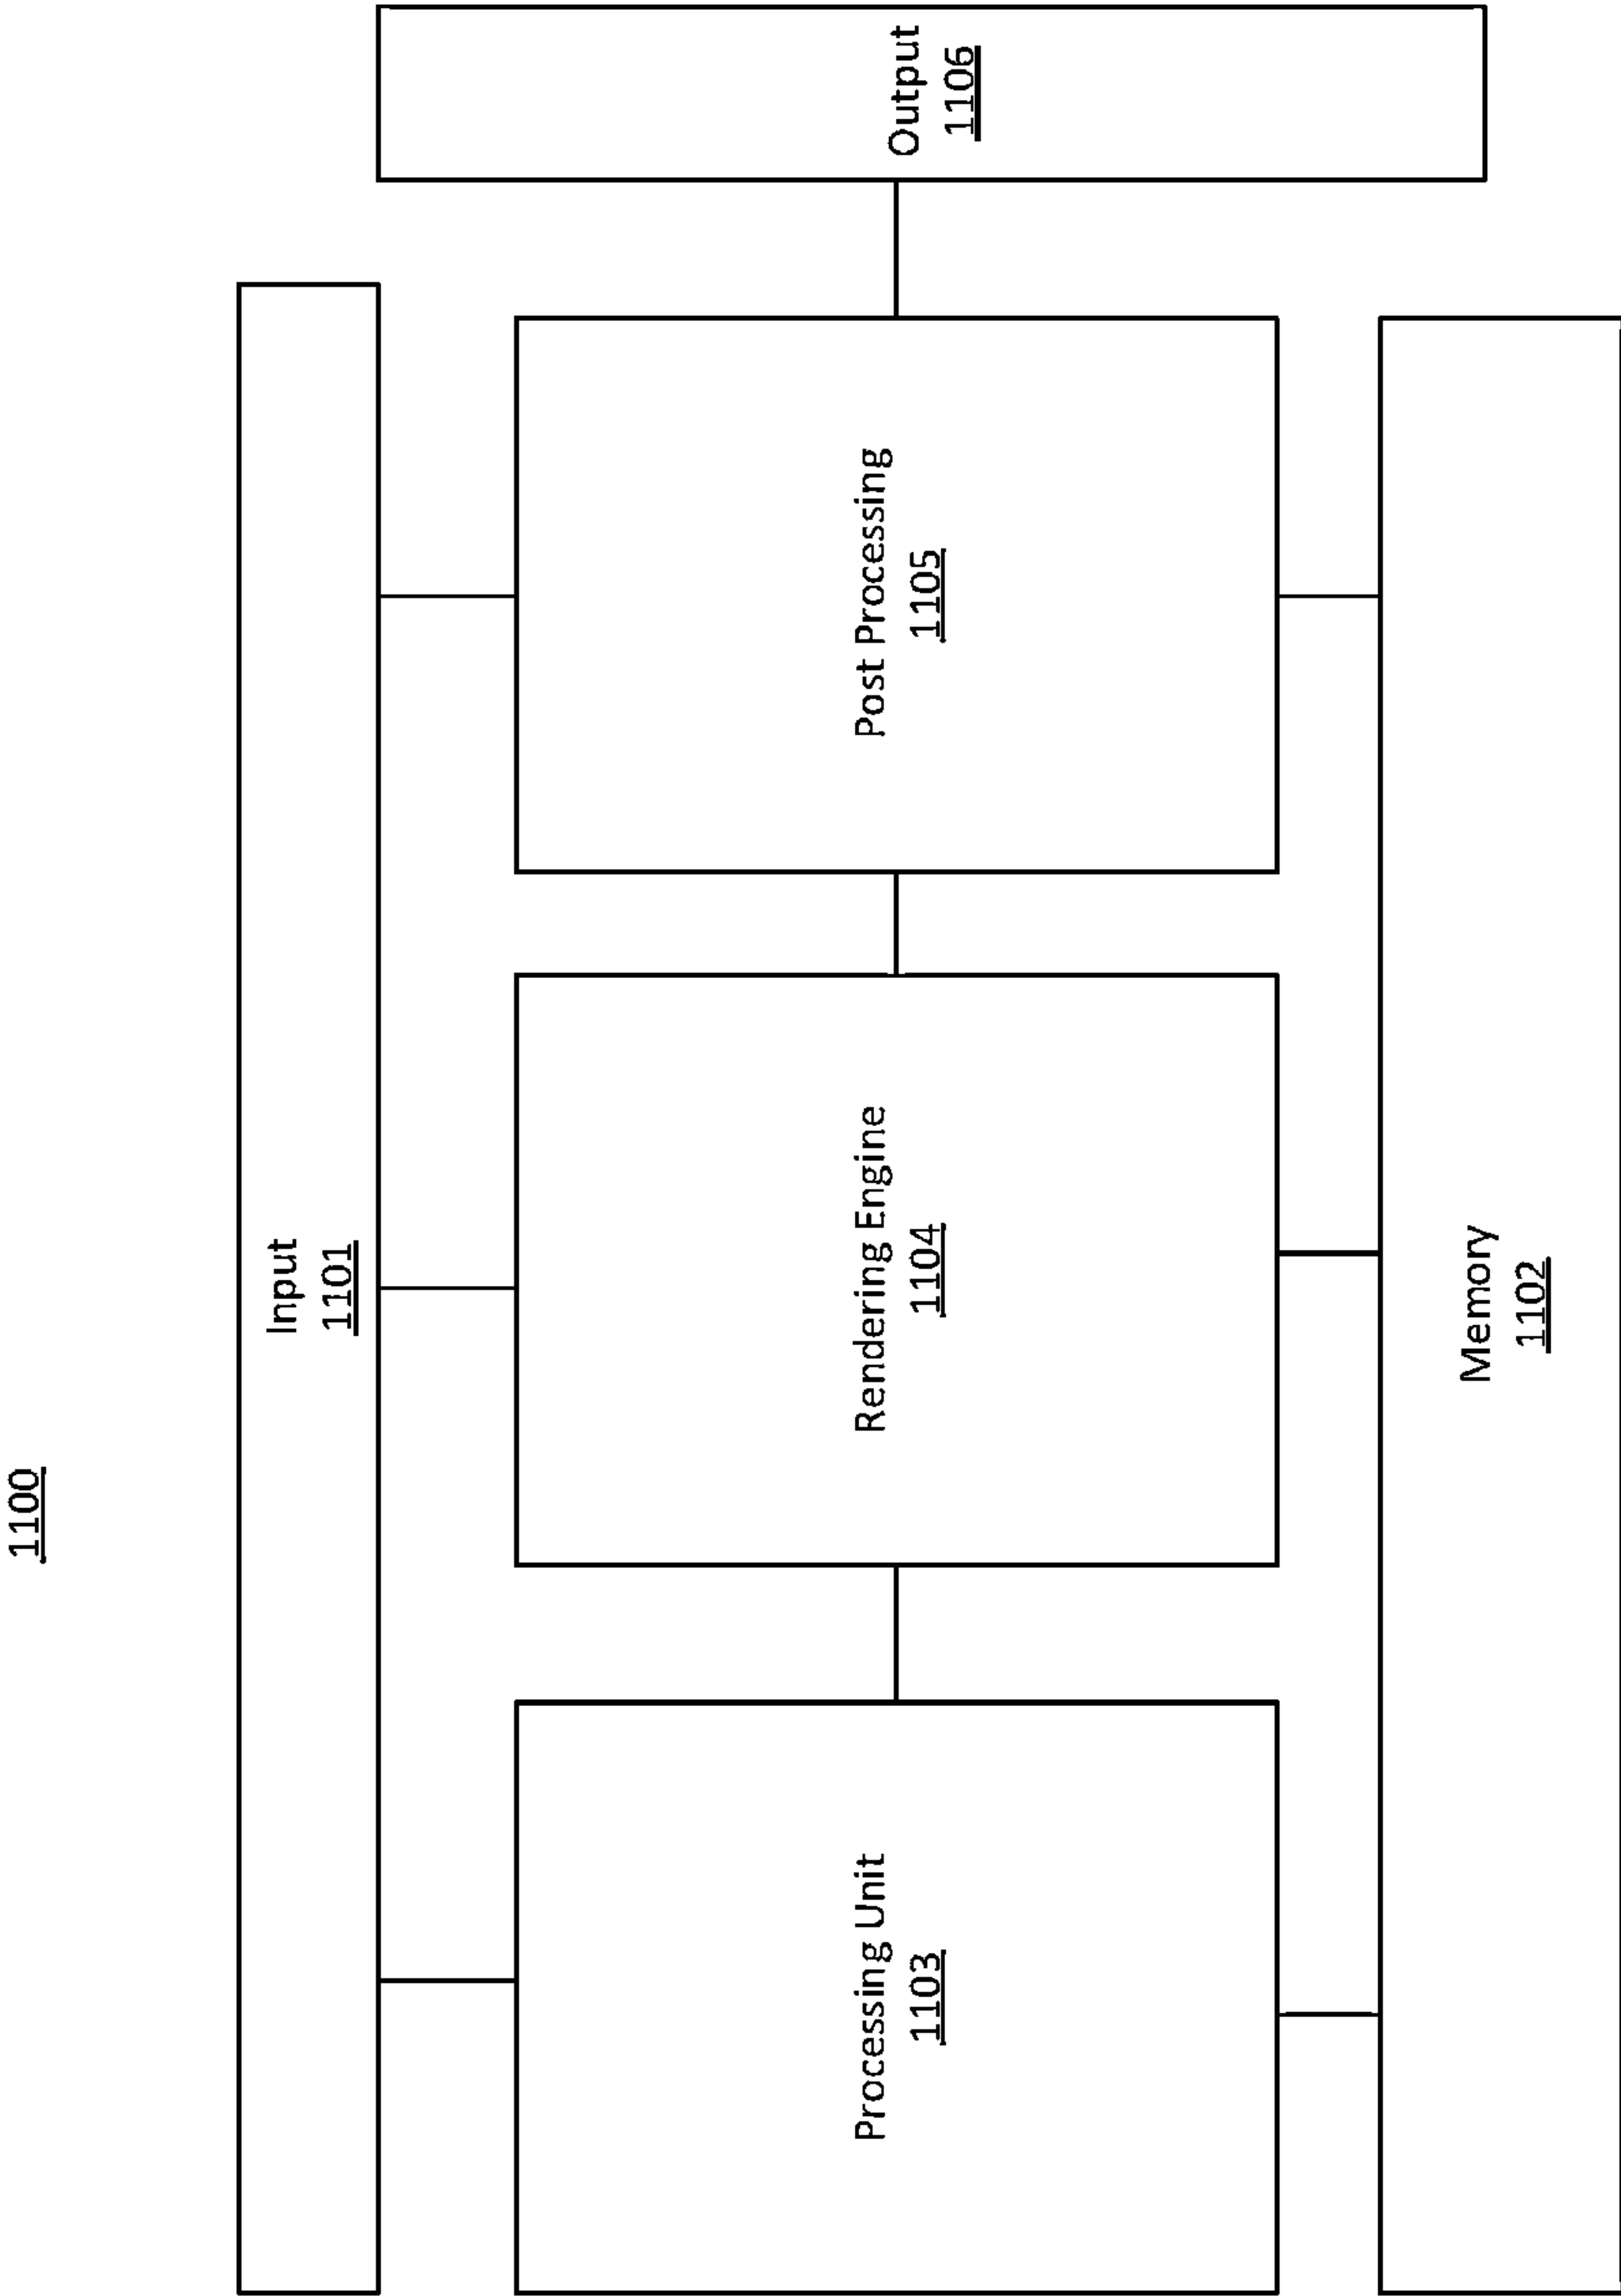 1100
Input
1101
Processing Unit
1103
Rendering Engine
1104
Post Processing
1105
Output
1106
Memory
1102